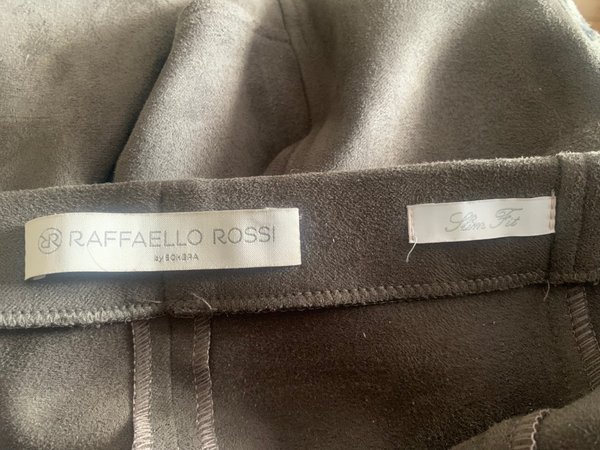 RAFFAELLO ROSSI
by SCHERA
Slim Fit